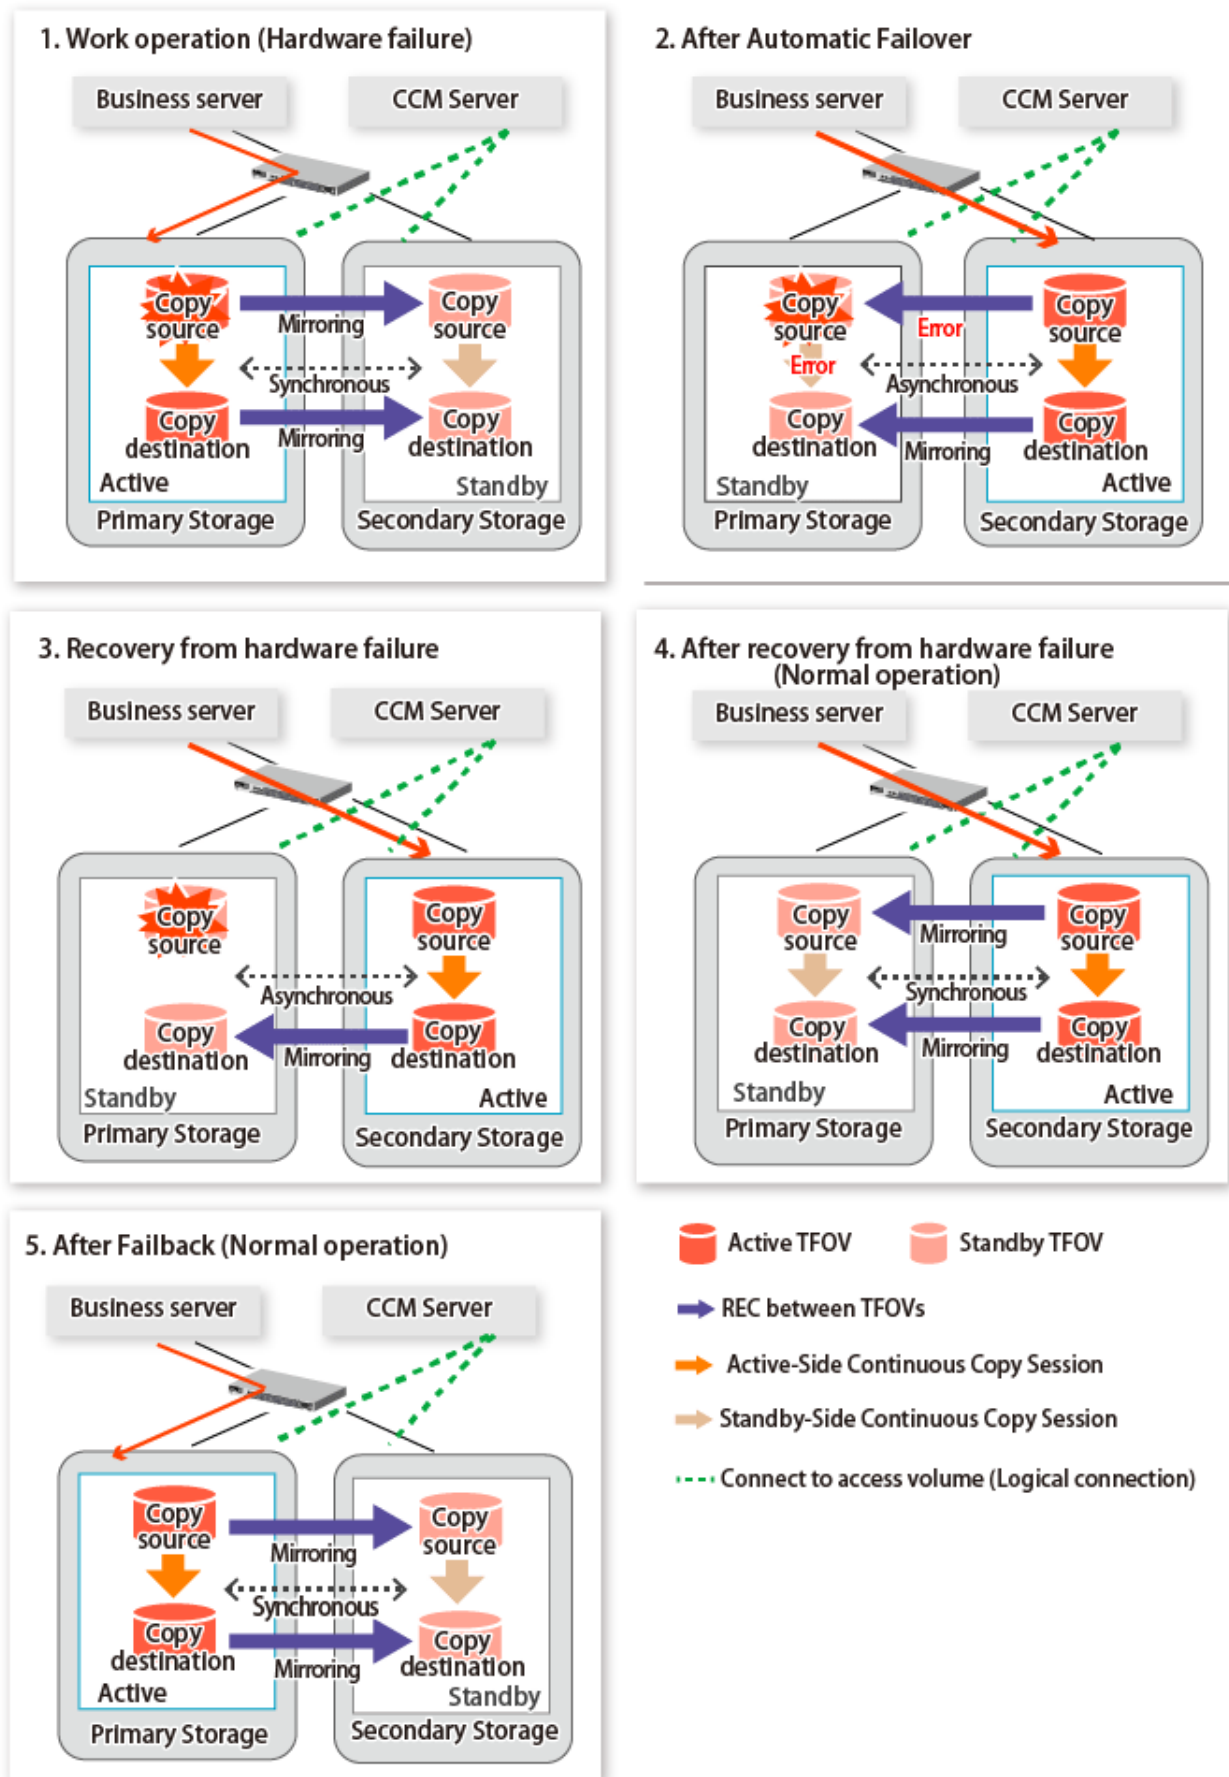 1. Work operation (Hardware failure)
Business server
CCM Server
Copy
source
Mirroring
Copy
source
Synchronous
Copy
destination
Mirroring
Copy
destination
Active
Standby
Primary Storage
Secondary Storage
2. After Automatic Failover
Business server
CCM Server
Copy
source
Error
Copy
source
Error
Asynchronous
Copy
destination
Mirroring
Copy
destination
Standby
Active
Primary Storage
Secondary Storage
3. Recovery from hardware failure
Business server
CCM Server
Copy
source
Copy
source
Asynchronous
Copy
destination
Mirroring
Copy
destination
Standby
Active
Primary Storage
Secondary Storage
4. After recovery from hardware failure
(Normal operation)
Business server
CCM Server
Copy
source
Mirroring
Copy
source
Synchronous
Copy
destination
Mirroring
Copy
destination
Standby
Active
Primary Storage
Secondary Storage
5. After Failback (Normal operation)
Business server
CCM Server
Copy
source
Mirroring
Copy
source
Synchronous
Copy
destination
Mirroring
Copy
destination
Active
Standby
Primary Storage
Secondary Storage
Active TFOV
Standby TFOV
REC between TFOVs
Active-Side Continuous Copy Session
Standby-Side Continuous Copy Session
Connect to access volume (Logical connection)